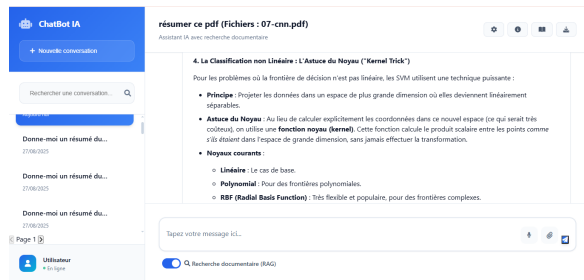 ChatBot IA
+ Nouvelle conversation
Rechercher une conversation...
Donne-moi un résumé du...
27/08/2025
Donne-moi un résumé du...
27/08/2025
Donne-moi un résumé du...
27/08/2025
Page 1
Utilisateur
En ligne
résumer ce pdf (Fichiers : 07-cnn.pdf)
Assistant IA avec recherche documentaire
4. La Classification non Linéaire : L'Astuce du Noyau ("Kernel Trick")
Pour les problèmes où la frontière de décision n'est pas linéaire, les SVM utilisent une technique puissante :
• Principe : Projeter les données dans un espace de plus grande dimension où elles deviennent linéairement
séparables.
• Astuce du Noyau : Au lieu de calculer explicitement les coordonnées dans ce nouvel espace (ce qui serait très
coûteux), on utilise une fonction noyau (kernel). Cette fonction calcule le produit scalaire entre les points comme
s'ils étaient dans l'espace de grande dimension, sans jamais effectuer la transformation.
• Noyaux courants :
○ Linéaire : Le cas de base.
○ Polynomial : Pour des frontières polynomiales.
○ RBF (Radial Basis Function) : Très flexible et populaire, pour des frontières complexes.
Tapez votre message ici...
Recherche documentaire (RAG)